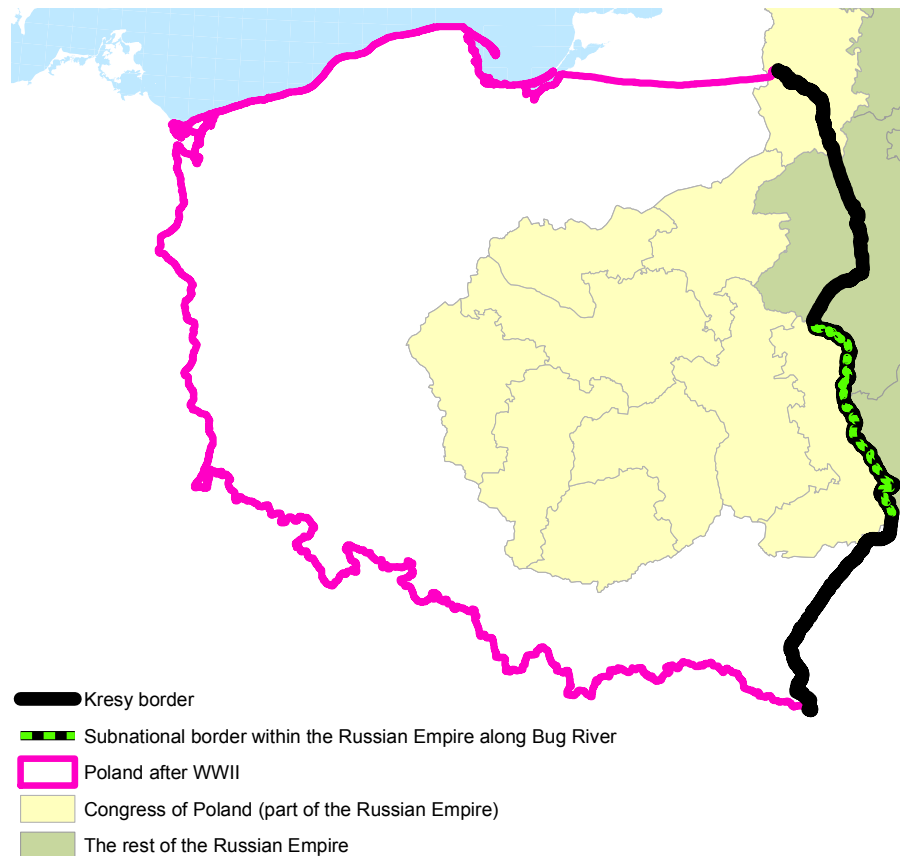 Kresy border
Subnational border within the Russian Empire along Bug River
Poland after WWII
Congress of Poland (part of the Russian Empire)
The rest of the Russian Empire